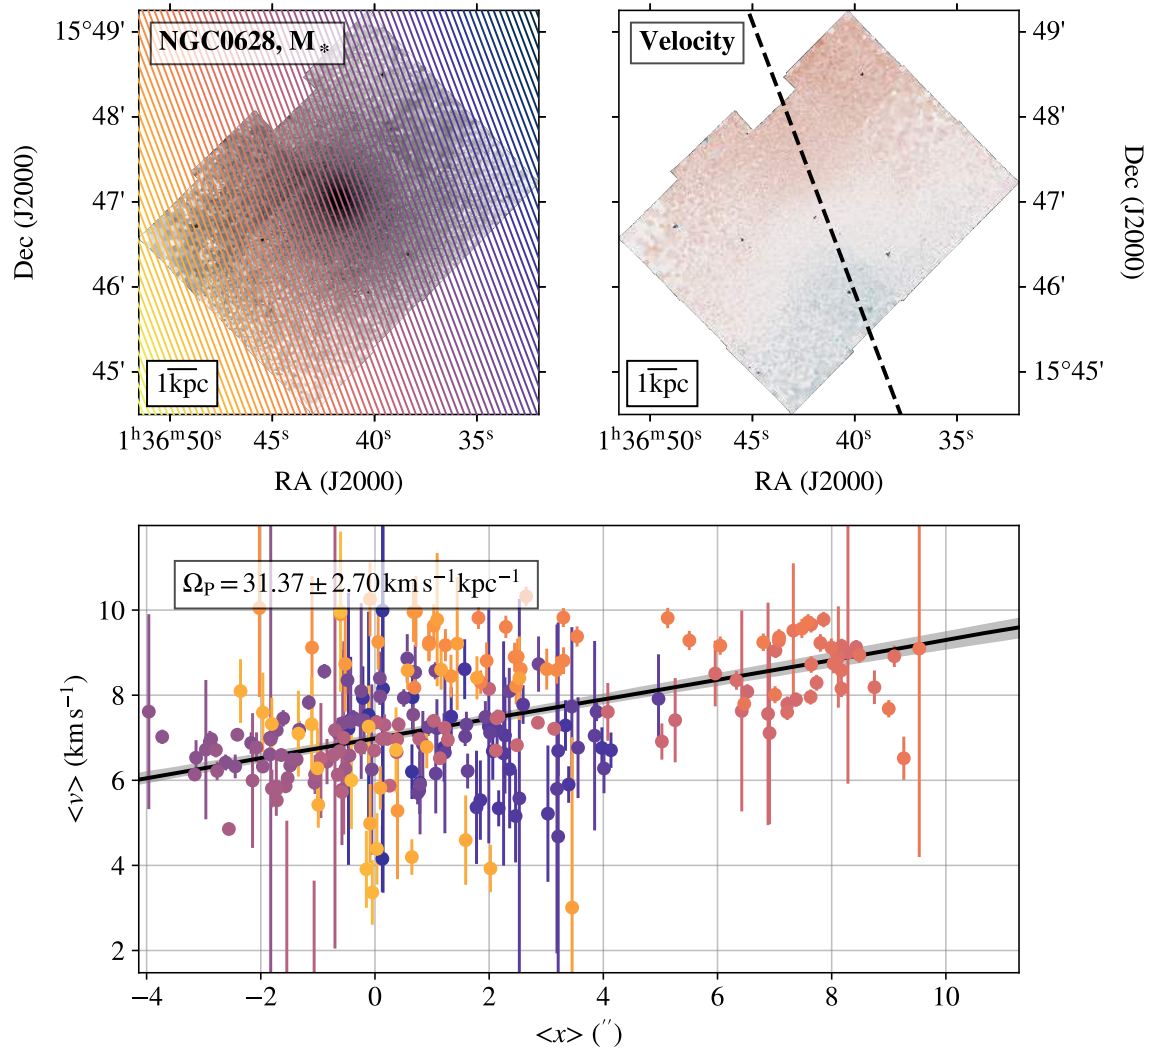 NGC0628, M*
Velocity
15°49'
48'
47'
46'
45'
Dec (J2000)
1kpc
1ʰ36ᵐ50ˢ
45ˢ
40ˢ
35ˢ
RA (J2000)
49'
48'
47'
46'
15°45'
Dec (J2000)
1kpc
1ʰ36ᵐ50ˢ
45ˢ
40ˢ
35ˢ
RA (J2000)
Ω_P = 31.37 ± 2.70 km s⁻¹ kpc⁻¹
10
8
6
4
2
<v> (km s⁻¹)
−4
−2
0
2
4
6
8
10
<x> (′′)